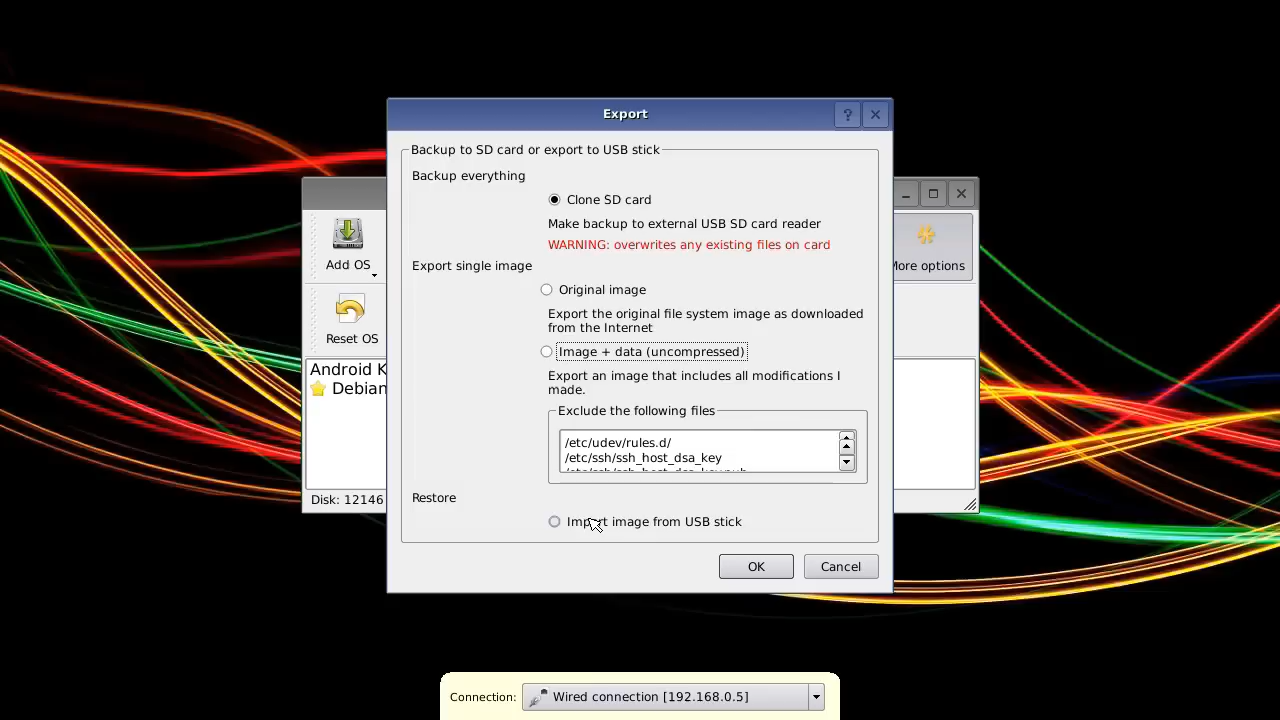 Export
Backup to SD card or export to USB stick
Backup everything
Clone SD card
Make backup to external USB SD card reader
WARNING: overwrites any existing files on card
Export single image
Original image
Export the original file system image as downloaded
from the Internet
Image + data (uncompressed)
Export an image that includes all modifications I
made.
Exclude the following files
/etc/udev/rules.d/
/etc/ssh/ssh_host_dsa_key
/etc/ssh/ssh_host_dsa_key.pub
Restore
Import image from USB stick
OK
Cancel
Add OS
More options
Reset OS
Android K
Debian
Disk: 12146
Connection:
Wired connection [192.168.0.5]